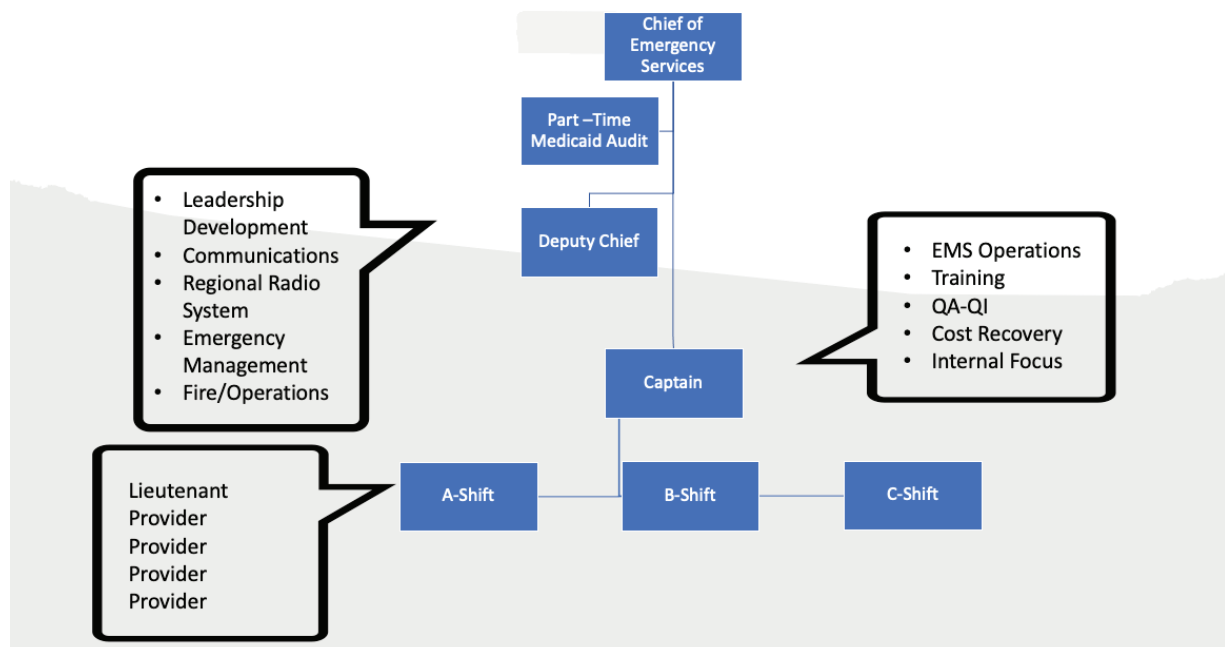 Chief of
Emergency
Services
Part –Time
Medicaid Audit
• Leadership
Development
• Communications
• Regional Radio
System
• Emergency
Management
• Fire/Operations
Deputy Chief
• EMS Operations
• Training
• QA-QI
• Cost Recovery
• Internal Focus
Captain
Lieutenant
Provider
Provider
Provider
Provider
A-Shift
B-Shift
C-Shift